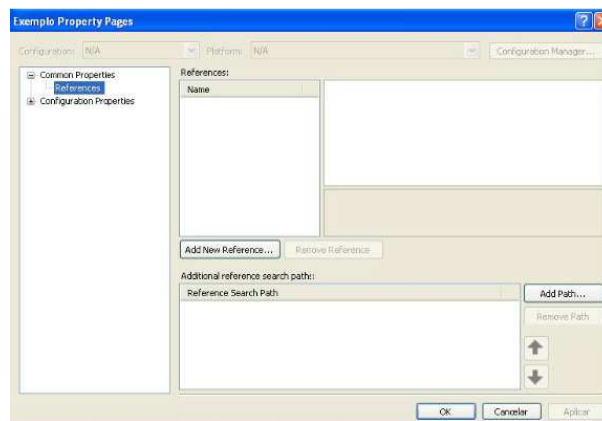 Exemplo Property Pages
Configuration: N/A
Platform: N/A
Configuration Manager...
Common Properties
References
Configuration Properties
References:
Name
Add New Reference...
Remove Reference
Additional reference search path::
Reference Search Path
Add Path...
Remove Path
OK
Cancelar
Aplicar